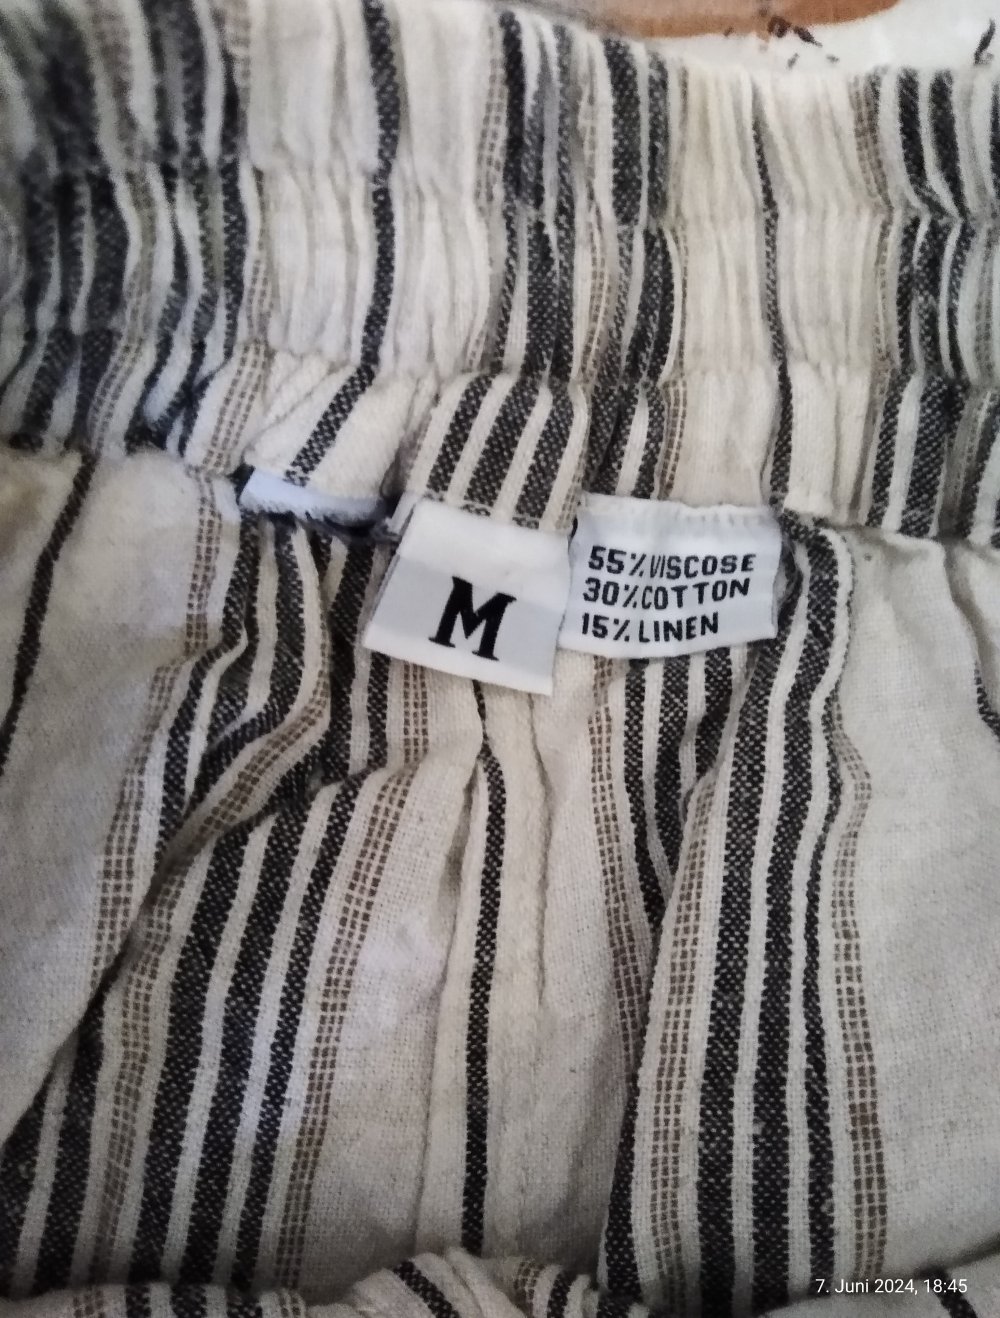 M
55% VISCOSE
30% COTTON
15% LINEN
7. Juni 2024, 18:45